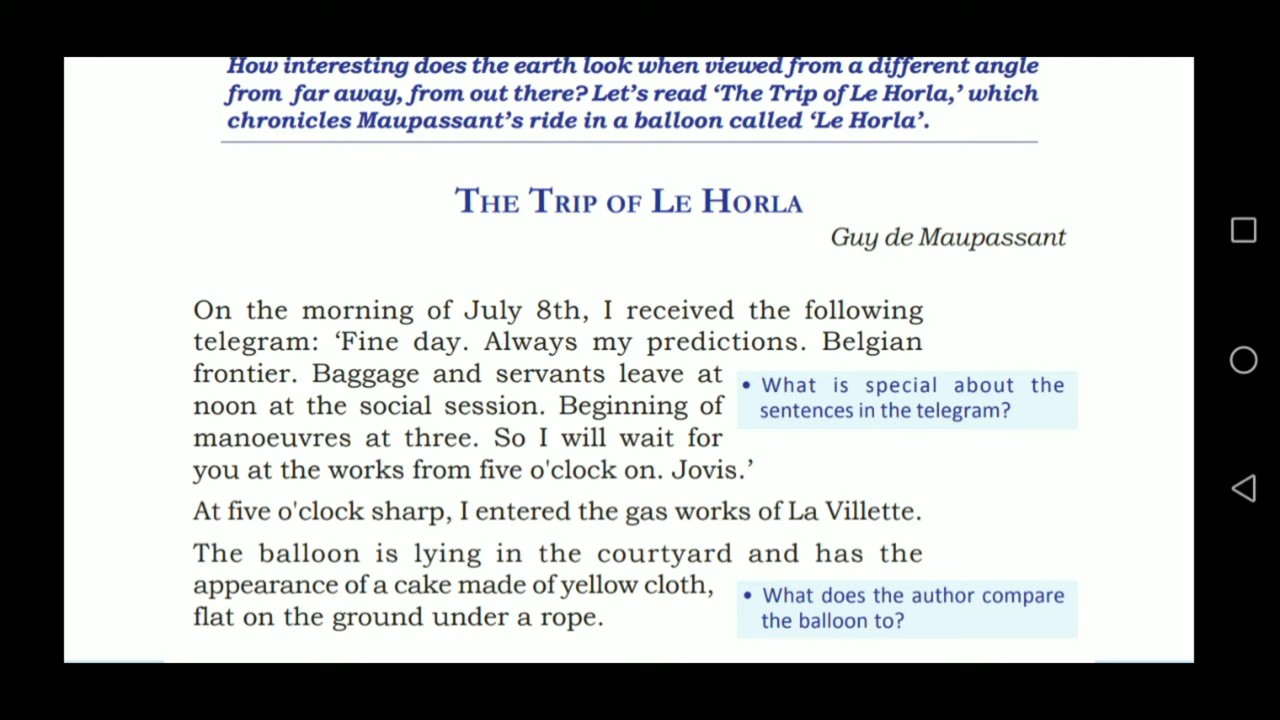 How interesting does the earth look when viewed from a different angle
from far away, from out there? Let's read 'The Trip of Le Horla,' which
chronicles Maupassant's ride in a balloon called 'Le Horla'.
THE TRIP OF LE HORLA
Guy de Maupassant
On the morning of July 8th, I received the following
telegram: 'Fine day. Always my predictions. Belgian
frontier. Baggage and servants leave at
noon at the social session. Beginning of
manoeuvres at three. So I will wait for
you at the works from five o'clock on. Jovis.'
• What is special about the
sentences in the telegram?
At five o'clock sharp, I entered the gas works of La Villette.
The balloon is lying in the courtyard and has the
appearance of a cake made of yellow cloth,
flat on the ground under a rope.
• What does the author compare
the balloon to?